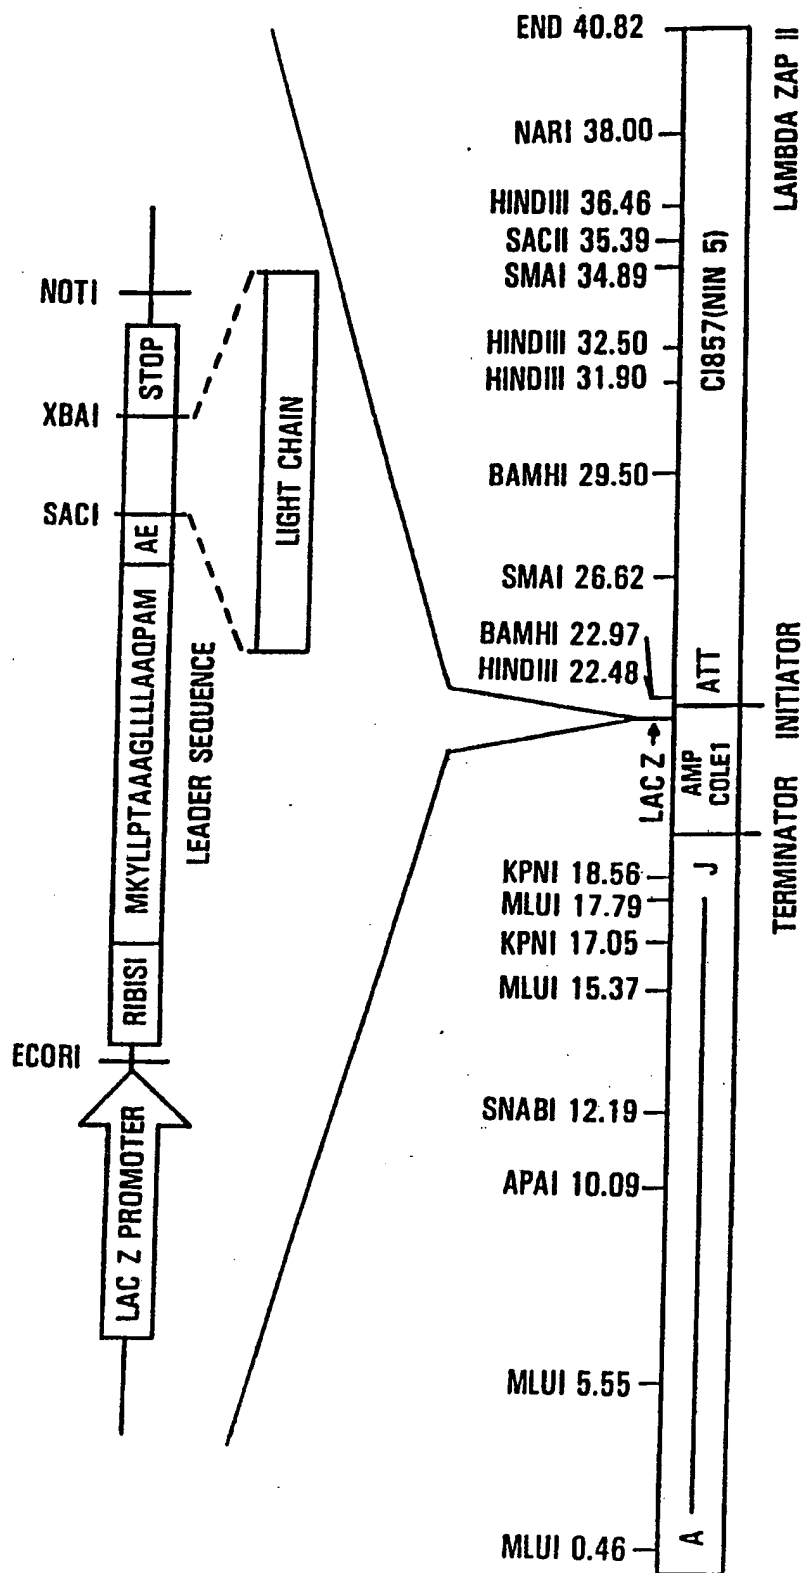 END 40.82
NARI 38.00
HINDIII 36.46
SACII 35.39
SMAI 34.89
HINDIII 32.50
HINDIII 31.90
BAMHI 29.50
SMAI 26.62
BAMHI 22.97
HINDIII 22.48
LAC Z
KPNI 18.56
MLUI 17.79
KPNI 17.05
MLUI 15.37
SNABI 12.19
APAI 10.09
MLUI 5.55
MLUI 0.46
LAMBDA ZAP II
CI857(NIN 5)
ATT
INITIATOR
AMP
COLE1
TERMINATOR
J
A
NOTI
STOP
XBAI
SACI
AE
LIGHT CHAIN
MKYLLPTAAAGLLLLAAQPAM
LEADER SEQUENCE
RIBISI
ECORI
LAC Z PROMOTER